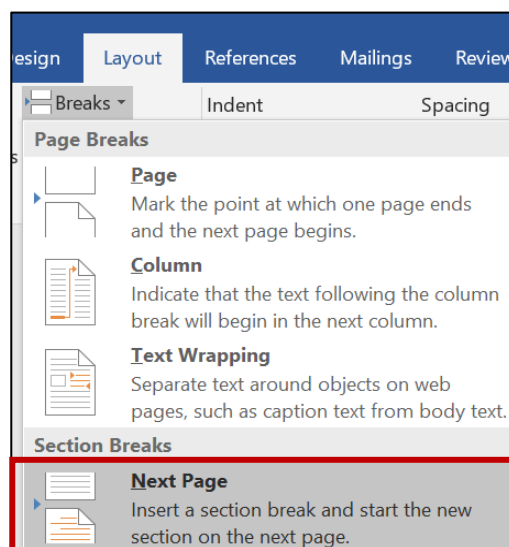 esign Layout References Mailings Review
Breaks Indent Spacing
Page Breaks
s
Page
Mark the point at which one page ends
and the next page begins.
Column
Indicate that the text following the column
break will begin in the next column.
Text Wrapping
Separate text around objects on web
pages, such as caption text from body text.
Section Breaks
Next Page
Insert a section break and start the new
section on the next page.